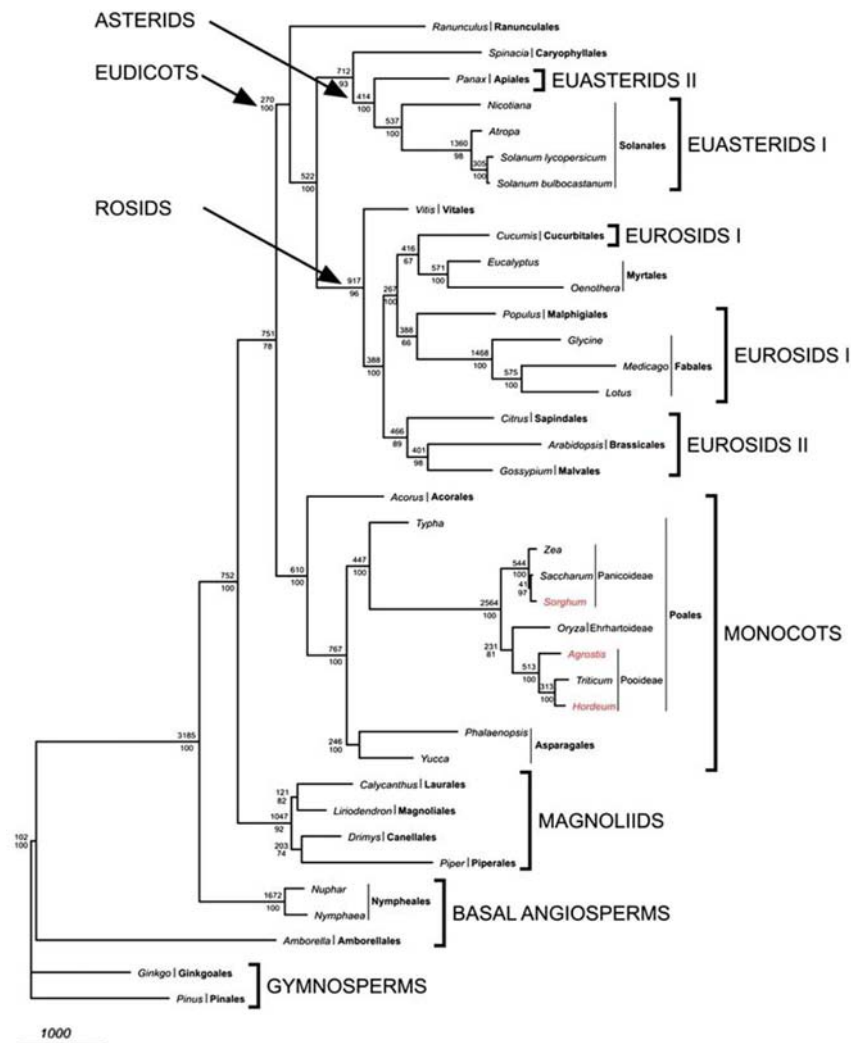 ASTERIDS
EUDICOTS
ROSIDS
Ranunculus | Ranunculales
Spinacia | Caryophyllales
712
93
Panax | Apiales
EUASTERIDS II
270
100
414
100
Nicotiana
537
100
Atropa
1360
98
Solanales
EUASTERIDS I
Solanum lycopersicum
305
100
Solanum bulbocastanum
522
100
Vitis | Vitales
Cucumis | Cucurbitales
EUROSIDS I
416
67
Eucalyptus
571
100
Myrtales
917
96
Oenothera
267
100
Populus | Malphigiales
388
66
Glycine
751
78
1468
100
EUROSIDS I
388
100
Medicago
Fabales
575
100
Lotus
Citrus | Sapindales
466
89
Arabidopsis | Brassicales
EUROSIDS II
401
98
Gossypium | Malvales
Acorus | Acorales
Typha
Zea
447
100
544
100
Saccharum
Panicoideae
41
97
610
100
752
100
Sorghum
2564
100
Poales
Oryza | Ehrhartoideae
MONOCOTS
231
81
Agrostis
767
100
513
100
Triticum
Pooideae
313
100
Hordeum
Phalaenopsis
246
100
Asparagales
3185
100
Yucca
Calycanthus | Laurales
121
82
Liriodendron | Magnoliales
1047
92
MAGNOLIIDS
Drimys | Canellales
203
74
102
100
Piper | Piperales
Nuphar
1672
100
Nympheales
BASAL ANGIOSPERMS
Nymphaea
Amborella | Amborellales
Ginkgo | Ginkgoales
GYMNOSPERMS
Pinus | Pinales
1000